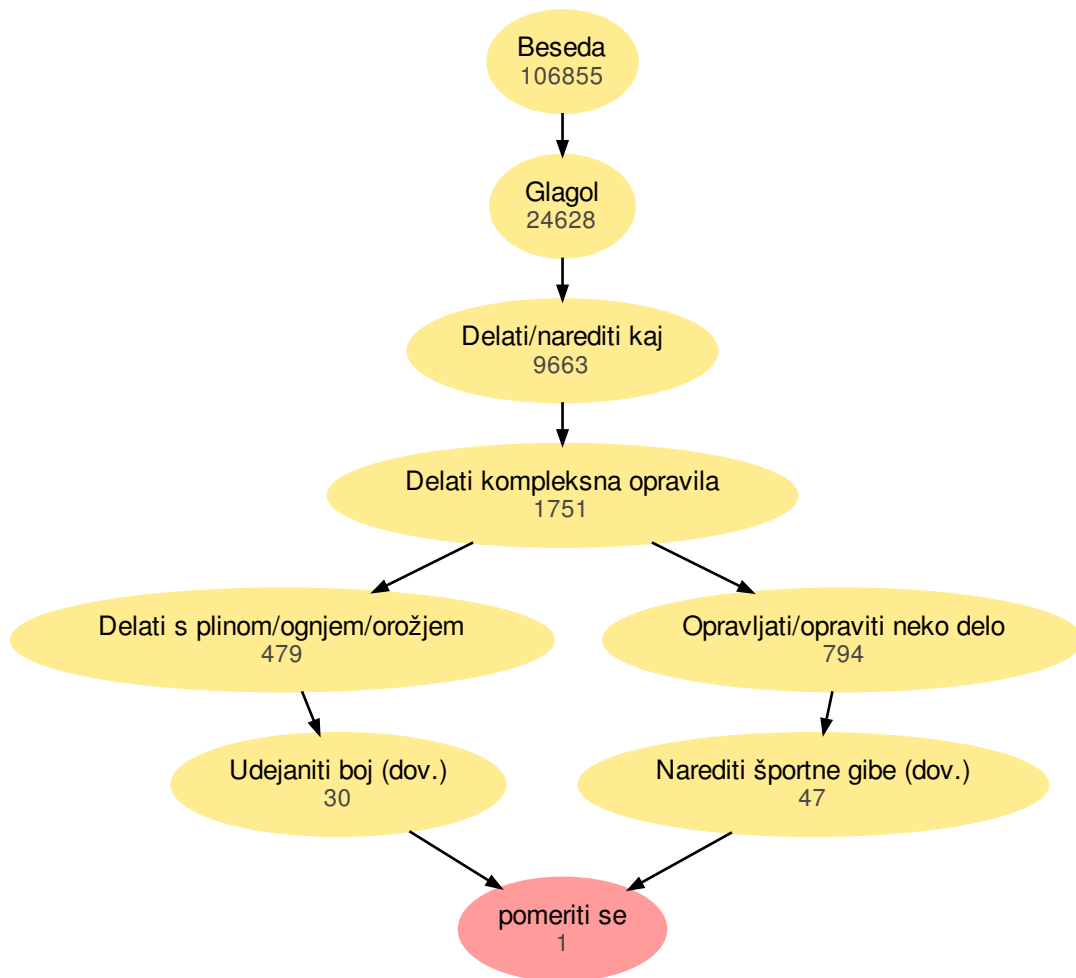 Beseda
106855
Glagol
24628
Delati/narediti kaj
9663
Delati kompleksna opravila
1751
Delati s plinom/ognjem/orožjem
479
Opravljati/opraviti neko delo
794
Udejaniti boj (dov.)
30
Narediti športne gibe (dov.)
47
pomeriti se
1